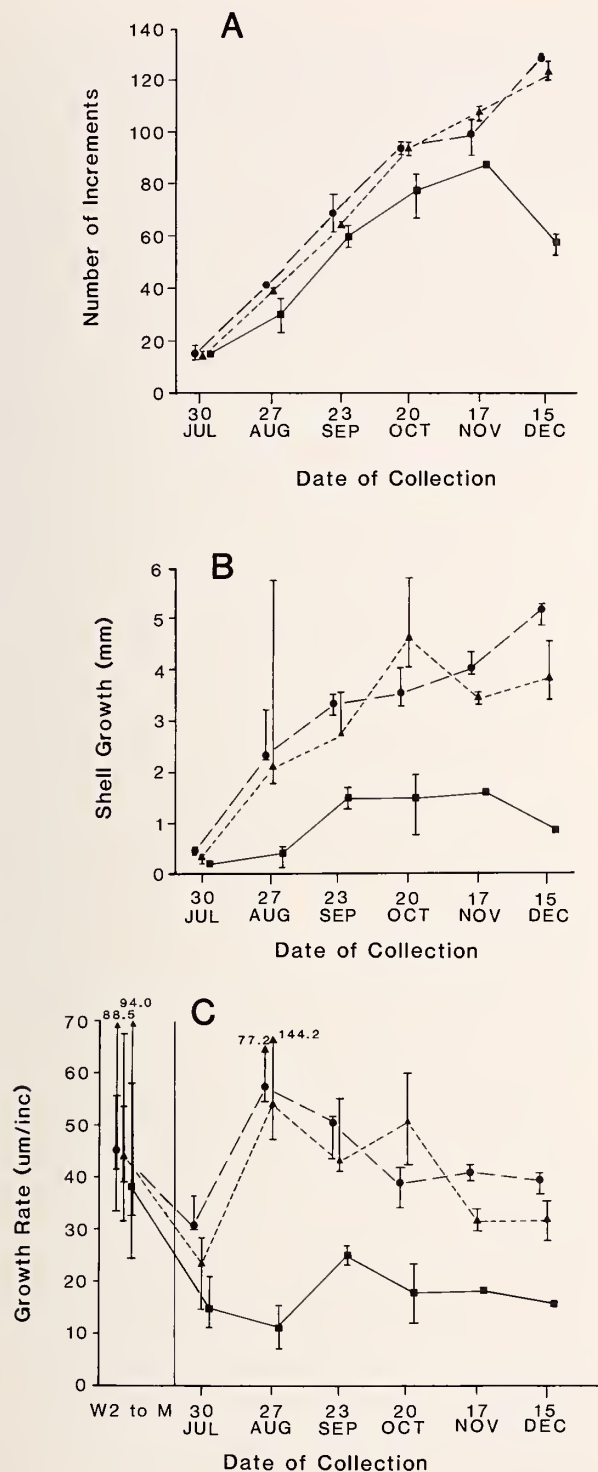 A
Number of Increments
140
120
100
80
60
40
20
0
30 27 23 20 17 15
JUL AUG SEP OCT NOV DEC
Date of Collection
B
Shell Growth (mm)
6
5
4
3
2
1
0
30 27 23 20 17 15
JUL AUG SEP OCT NOV DEC
Date of Collection
C
Growth Rate (um/inc)
94.0
88.5
77.2 144.2
70
60
50
40
30
20
10
0
W2 to M 30 27 23 20 17 15
JUL AUG SEP OCT NOV DEC
Date of Collection